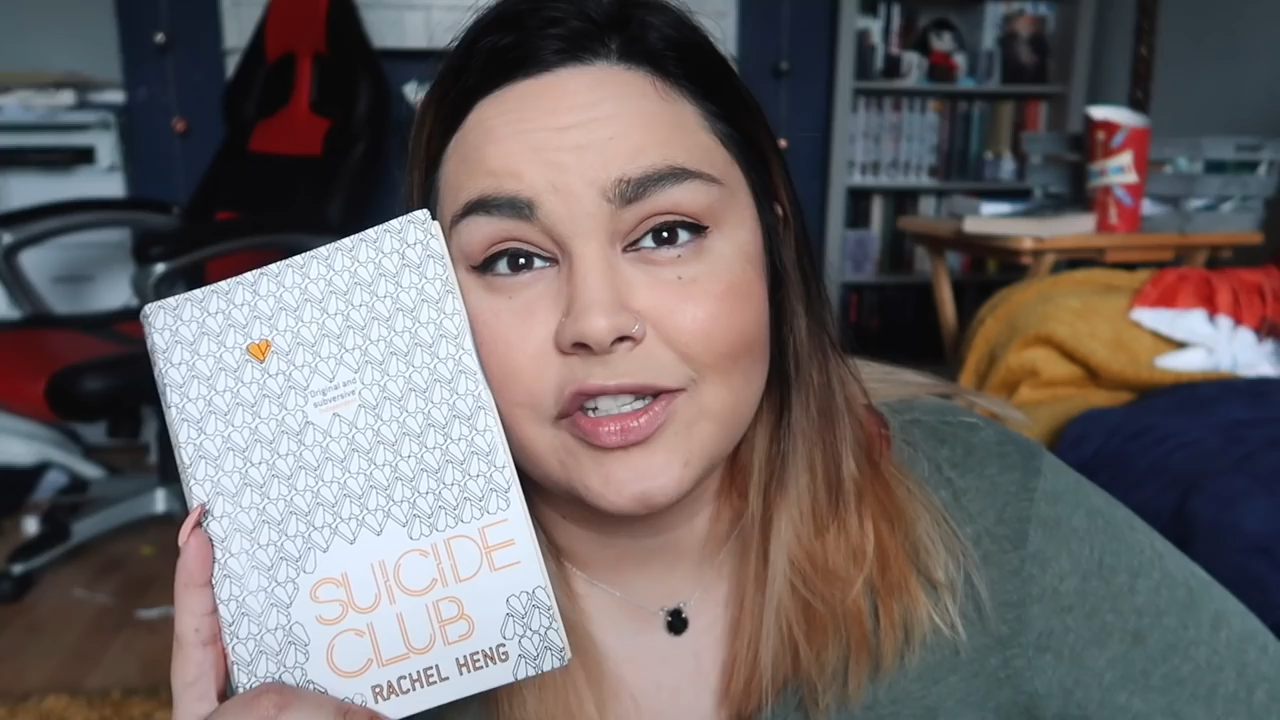 Original and
subversive
SUICIDE
CLUB
RACHEL HENG